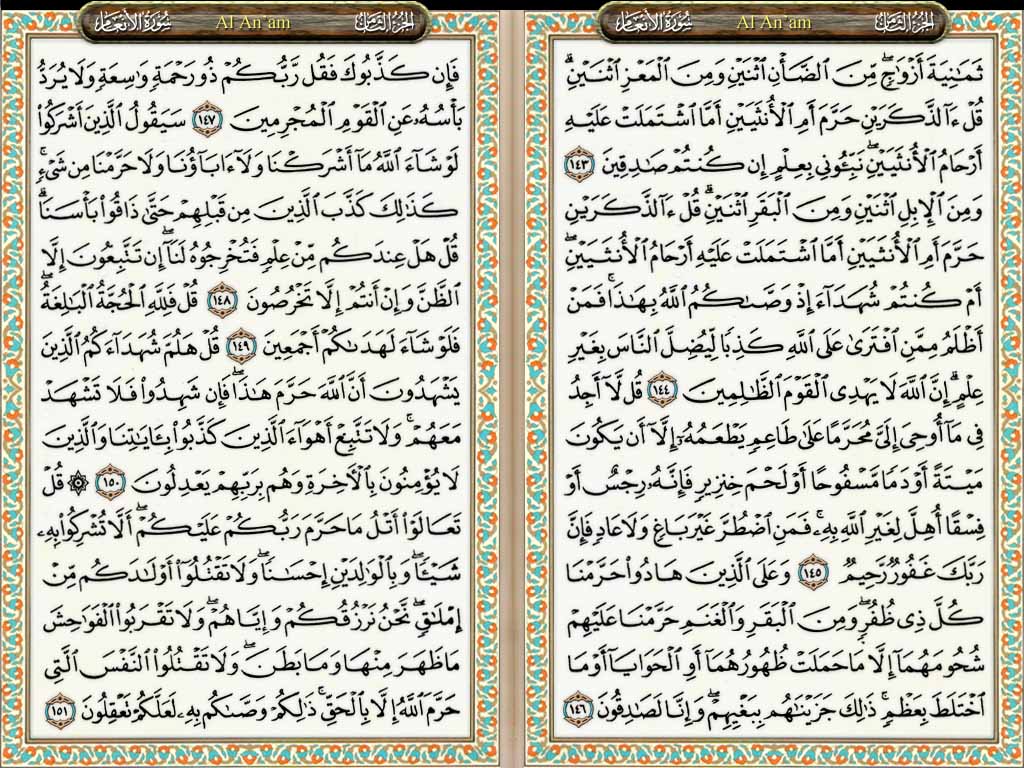 الجزء الثامن Al An'am سورة الأنعام
ثَمَٰنِيَةَ أَزْوَٰجٍ ۖ مِّنَ ٱلضَّأْنِ ٱثْنَيْنِ وَمِنَ ٱلْمَعْزِ ٱثْنَيْنِ ۗ
قُلْ ءَآلذَّكَرَيْنِ حَرَّمَ أَمِ ٱلْأُنثَيَيْنِ أَمَّا ٱشْتَمَلَتْ عَلَيْهِ
أَرْحَامُ ٱلْأُنثَيَيْنِ ۖ نَبِّـُٔونِى بِعِلْمٍ إِن كُنتُمْ صَٰدِقِينَ ١٤٣
وَمِنَ ٱلْإِبِلِ ٱثْنَيْنِ وَمِنَ ٱلْبَقَرِ ٱثْنَيْنِ ۗ قُلْ ءَآلذَّكَرَيْنِ
حَرَّمَ أَمِ ٱلْأُنثَيَيْنِ أَمَّا ٱشْتَمَلَتْ عَلَيْهِ أَرْحَامُ ٱلْأُنثَيَيْنِ ۖ
أَمْ كُنتُمْ شُهَدَآءَ إِذْ وَصَّىٰكُمُ ٱللَّهُ بِهَٰذَا ۚ فَمَنْ
أَظْلَمُ مِمَّنِ ٱفْتَرَىٰ عَلَى ٱللَّهِ كَذِبًا لِّيُضِلَّ ٱلنَّاسَ بِغَيْرِ
عِلْمٍ ۗ إِنَّ ٱللَّهَ لَا يَهْدِى ٱلْقَوْمَ ٱلظَّٰلِمِينَ ١٤٤ قُل لَّآ أَجِدُ
فِى مَآ أُوحِىَ إِلَىَّ مُحَرَّمًا عَلَىٰ طَاعِمٍ يَطْعَمُهُۥٓ إِلَّآ أَن يَكُونَ
مَيْتَةً أَوْ دَمًا مَّسْفُوحًا أَوْ لَحْمَ خِنزِيرٍ فَإِنَّهُۥ رِجْسٌ أَوْ
فِسْقًا أُهِلَّ لِغَيْرِ ٱللَّهِ بِهِۦ ۚ فَمَنِ ٱضْطُرَّ غَيْرَ بَاغٍ وَلَا عَادٍ فَإِنَّ
رَبَّكَ غَفُورٌ رَّحِيمٌ ١٤٥ وَعَلَى ٱلَّذِينَ هَادُوا۟ حَرَّمْنَا
كُلَّ ذِى ظُفُرٍ ۖ وَمِنَ ٱلْبَقَرِ وَٱلْغَنَمِ حَرَّمْنَا عَلَيْهِمْ
شُحُومَهُمَآ إِلَّا مَا حَمَلَتْ ظُهُورُهُمَآ أَوِ ٱلْحَوَايَآ أَوْ مَا
ٱخْتَلَطَ بِعَظْمٍ ۚ ذَٰلِكَ جَزَيْنَٰهُم بِبَغْيِهِمْ ۖ وَإِنَّا لَصَٰدِقُونَ ١٤٦
الجزء الثامن Al An'am سورة الأنعام
فَإِن كَذَّبُوكَ فَقُل رَّبُّكُمْ ذُو رَحْمَةٍ وَٰسِعَةٍ وَلَا يُرَدُّ
بَأْسُهُۥ عَنِ ٱلْقَوْمِ ٱلْمُجْرِمِينَ ١٤٧ سَيَقُولُ ٱلَّذِينَ أَشْرَكُوا۟
لَوْ شَآءَ ٱللَّهُ مَآ أَشْرَكْنَا وَلَآ ءَابَآؤُنَا وَلَا حَرَّمْنَا مِن شَىْءٍ ۚ
كَذَٰلِكَ كَذَّبَ ٱلَّذِينَ مِن قَبْلِهِمْ حَتَّىٰ ذَاقُوا۟ بَأْسَنَا ۗ
قُلْ هَلْ عِندَكُم مِّنْ عِلْمٍ فَتُخْرِجُوهُ لَنَآ ۖ إِن تَتَّبِعُونَ إِلَّا
ٱلظَّنَّ وَإِنْ أَنتُمْ إِلَّا تَخْرُصُونَ ١٤٨ قُلْ فَلِلَّهِ ٱلْحُجَّةُ ٱلْبَٰلِغَةُ ۖ
فَلَوْ شَآءَ لَهَدَىٰكُمْ أَجْمَعِينَ ١٤٩ قُلْ هَلُمَّ شُهَدَآءَكُمُ ٱلَّذِينَ
يَشْهَدُونَ أَنَّ ٱللَّهَ حَرَّمَ هَٰذَا ۖ فَإِن شَهِدُوا۟ فَلَا تَشْهَدْ
مَعَهُمْ ۚ وَلَا تَتَّبِعْ أَهْوَآءَ ٱلَّذِينَ كَذَّبُوا۟ بِـَٔايَٰتِنَا وَٱلَّذِينَ
لَا يُؤْمِنُونَ بِٱلْءَاخِرَةِ وَهُم بِرَبِّهِمْ يَعْدِلُونَ ١٥٠ ۞ قُلْ
تَعَالَوْا۟ أَتْلُ مَا حَرَّمَ رَبُّكُمْ عَلَيْكُمْ ۖ أَلَّا تُشْرِكُوا۟ بِهِۦ
شَيْـًٔا ۖ وَبِٱلْوَٰلِدَيْنِ إِحْسَٰنًا ۖ وَلَا تَقْتُلُوٓا۟ أَوْلَٰدَكُم مِّنْ
إِمْلَٰقٍ ۖ نَّحْنُ نَرْزُقُكُمْ وَإِيَّاهُمْ ۖ وَلَا تَقْرَبُوا۟ ٱلْفَوَٰحِشَ
مَا ظَهَرَ مِنْهَا وَمَا بَطَنَ ۖ وَلَا تَقْتُلُوا۟ ٱلنَّفْسَ ٱلَّتِى
حَرَّمَ ٱللَّهُ إِلَّا بِٱلْحَقِّ ۚ ذَٰلِكُمْ وَصَّىٰكُم بِهِۦ لَعَلَّكُمْ تَعْقِلُونَ ١٥١